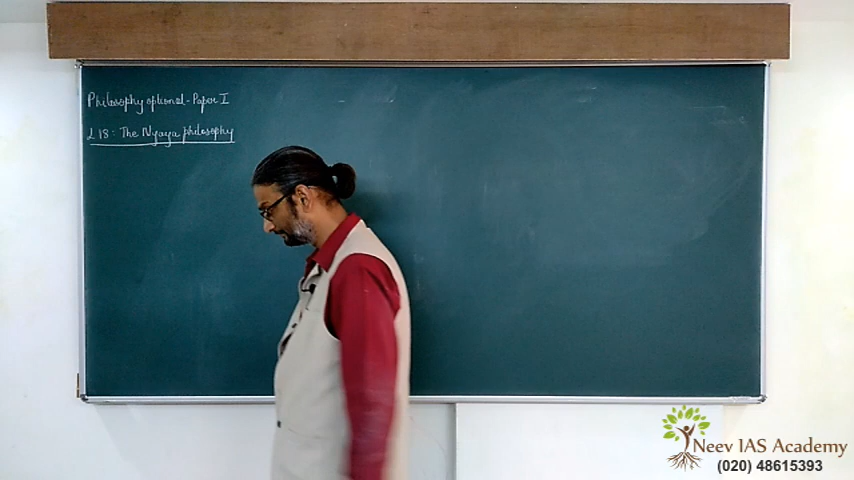 Philosophy optional - Paper I
L 18 : The Nyaya philosophy
Neev IAS Academy
(020) 48615393